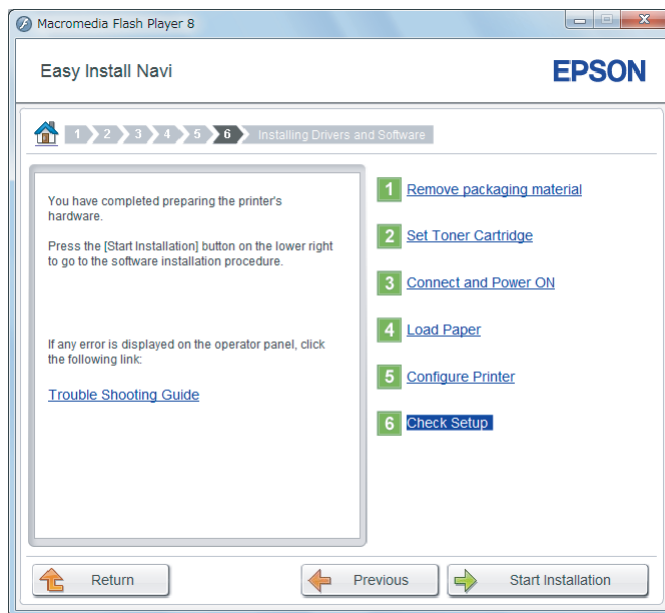 Macromedia Flash Player 8
Easy Install Navi
EPSON
1 2 3 4 5 6 Installing Drivers and Software
You have completed preparing the printer's
hardware.
Press the [Start Installation] button on the lower right
to go to the software installation procedure.
If any error is displayed on the operator panel, click
the following link:
Trouble Shooting Guide
1 Remove packaging material
2 Set Toner Cartridge
3 Connect and Power ON
4 Load Paper
5 Configure Printer
6 Check Setup
Return
Previous
Start Installation